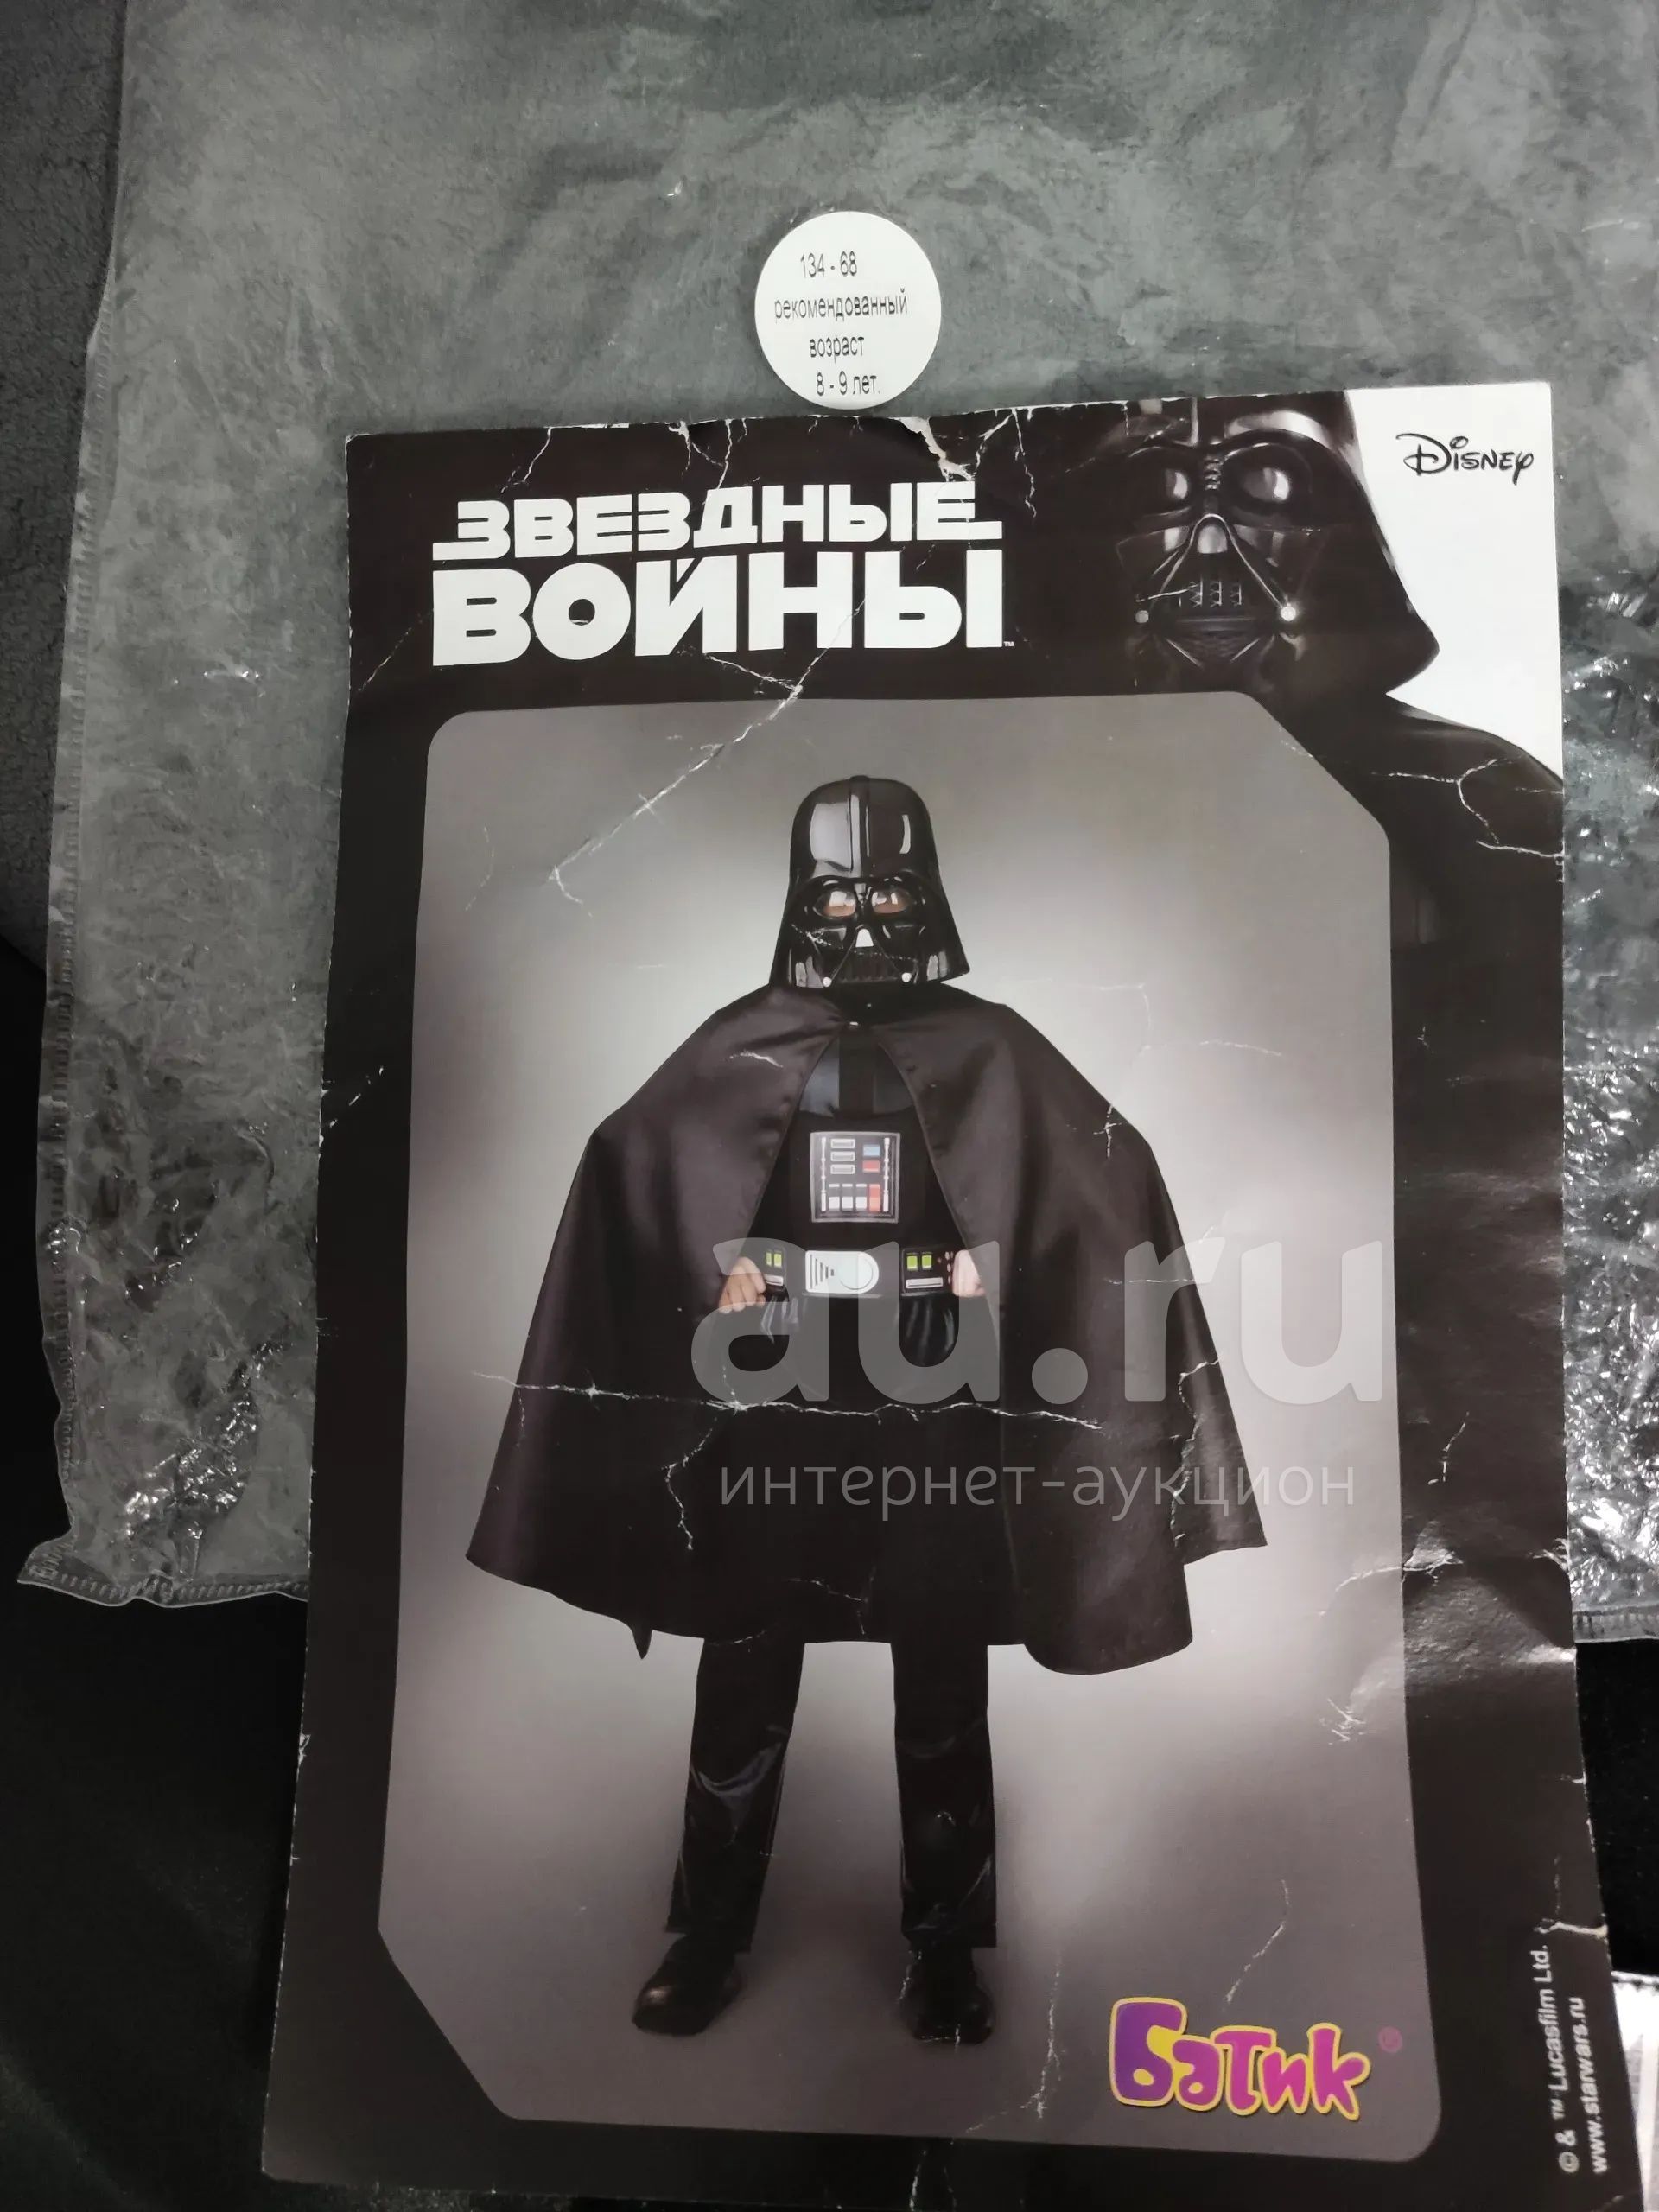 134 - 68
рекомендованный
возраст
8 - 9 лет.
Disney
ЗВЕЗДНЫЕ
ВОЙНЫ™
au.ru
интернет-аукцион
Батик®
© & ™ Lucasfilm Ltd.
www.starwars.ru